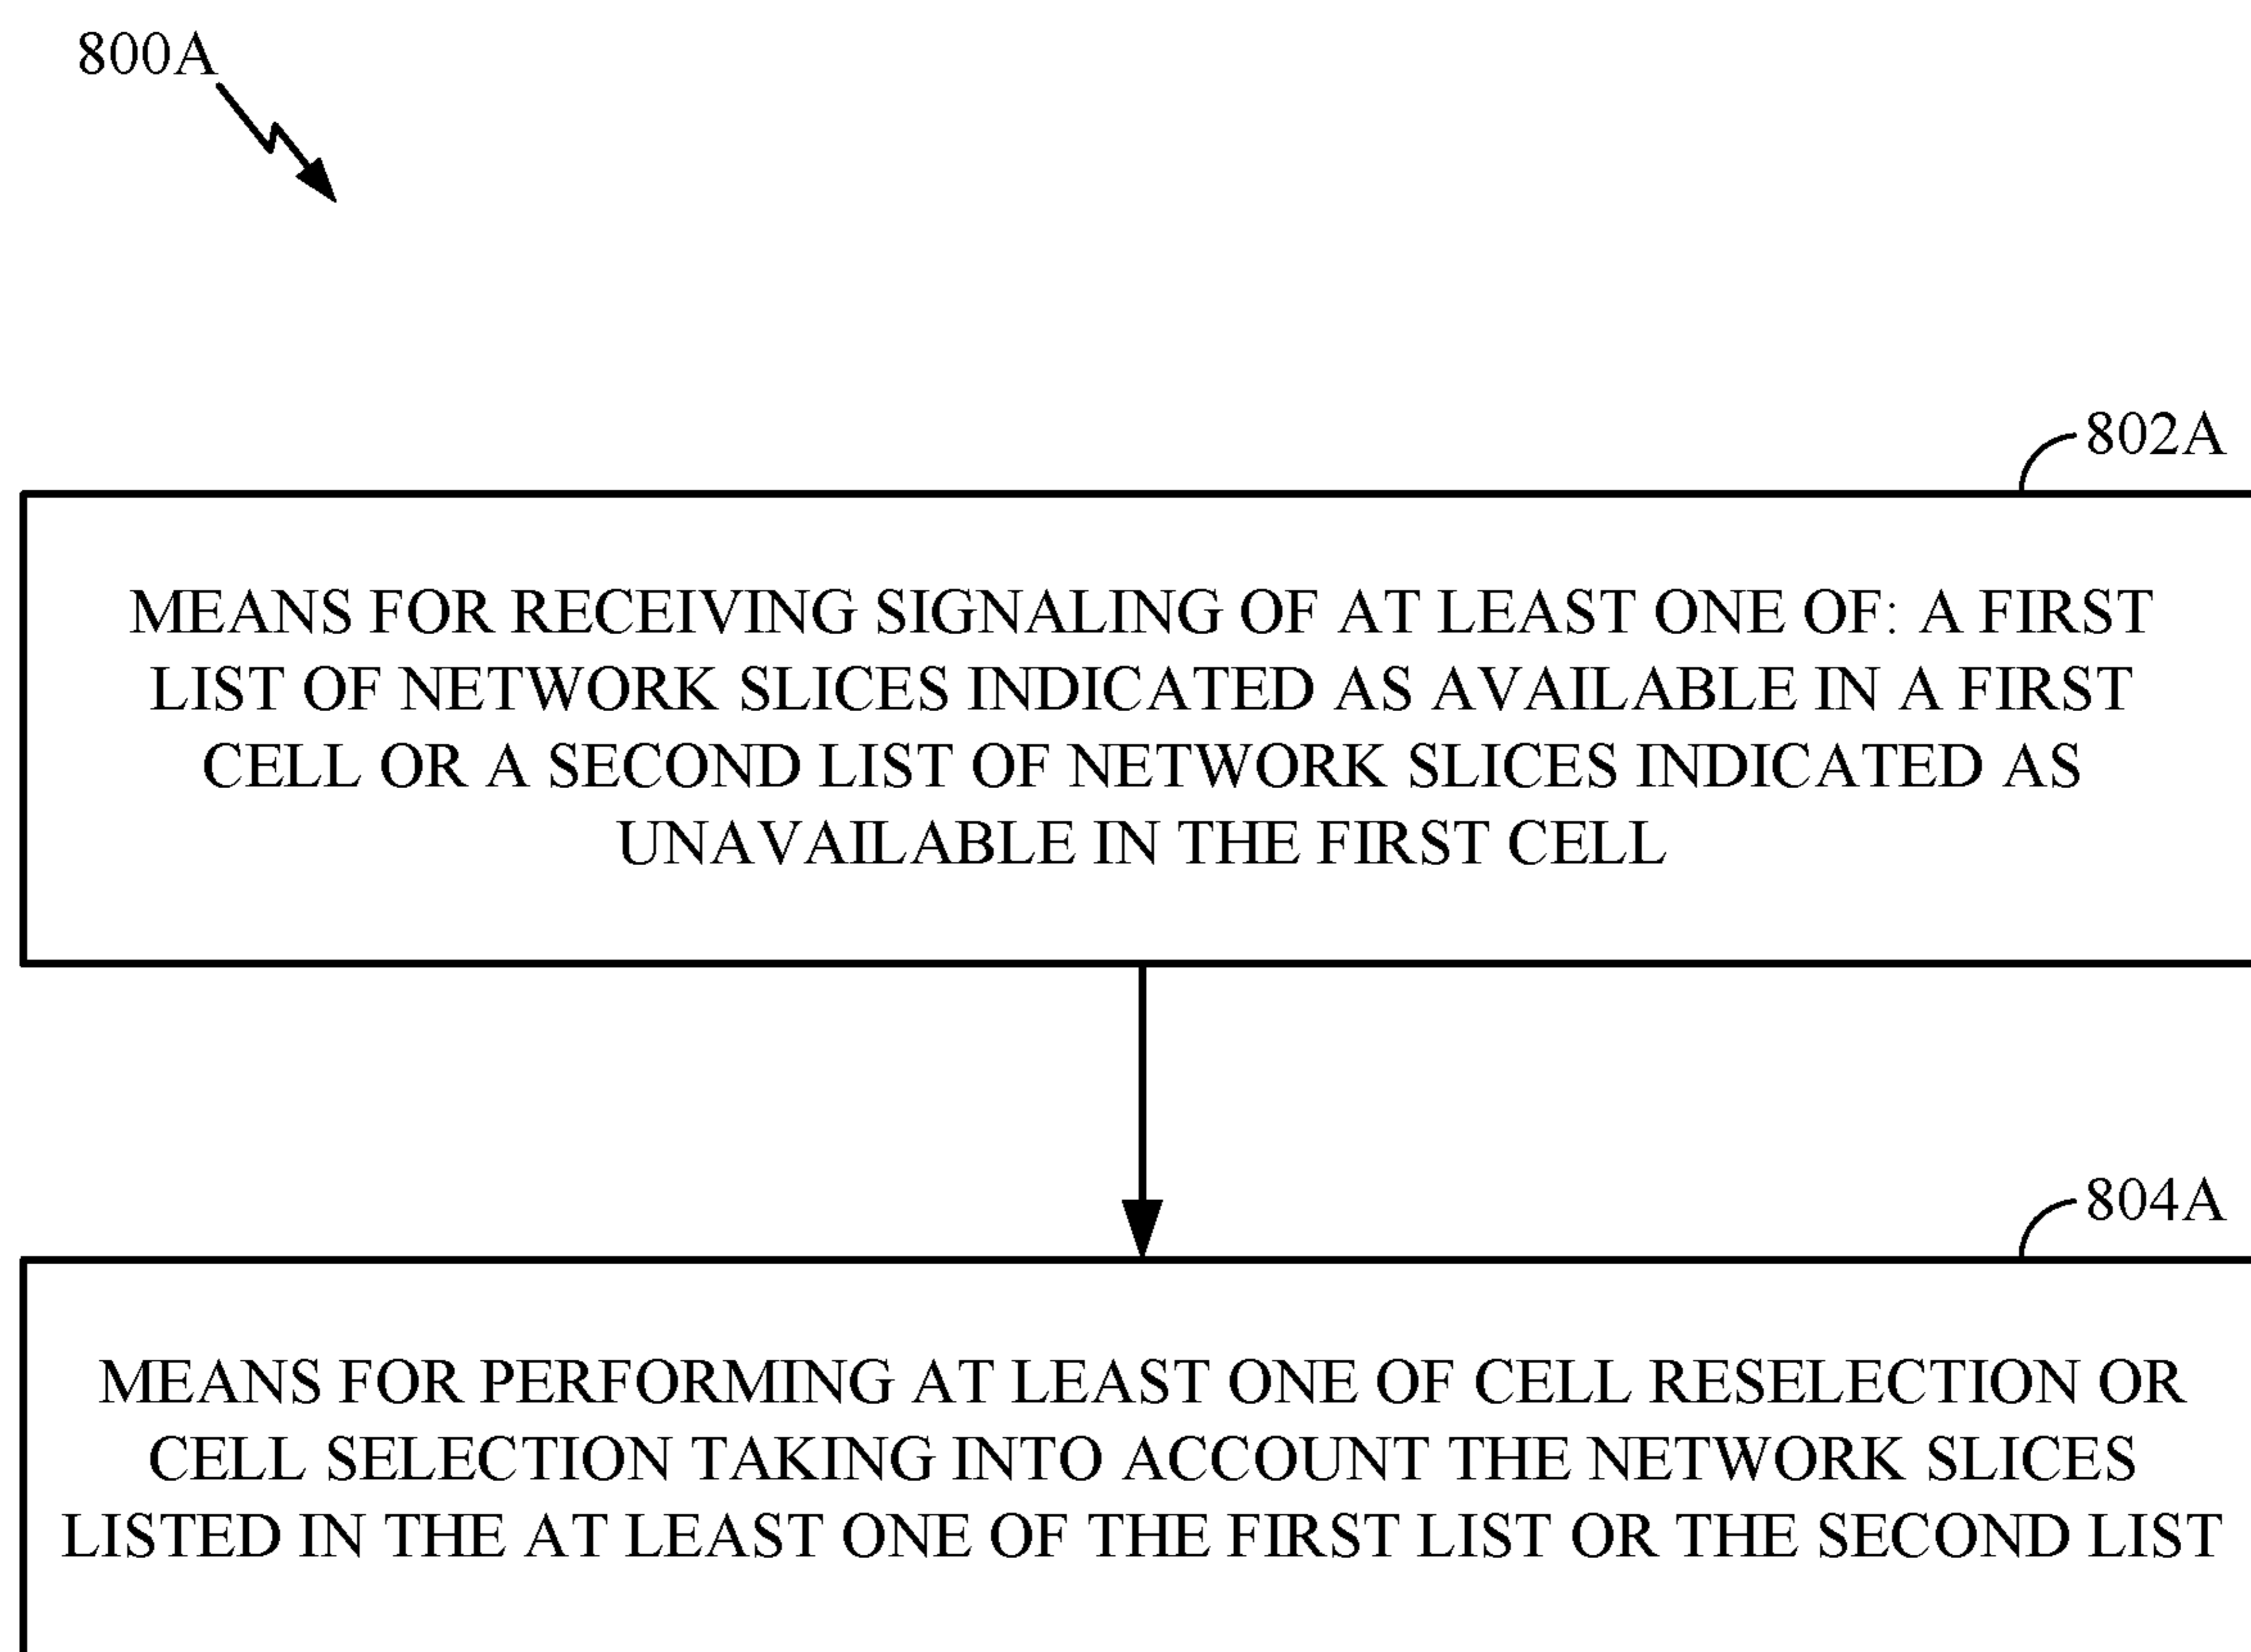 800A
802A
MEANS FOR RECEIVING SIGNALING OF AT LEAST ONE OF: A FIRST
LIST OF NETWORK SLICES INDICATED AS AVAILABLE IN A FIRST
CELL OR A SECOND LIST OF NETWORK SLICES INDICATED AS
UNAVAILABLE IN THE FIRST CELL
804A
MEANS FOR PERFORMING AT LEAST ONE OF CELL RESELECTION OR
CELL SELECTION TAKING INTO ACCOUNT THE NETWORK SLICES
LISTED IN THE AT LEAST ONE OF THE FIRST LIST OR THE SECOND LIST